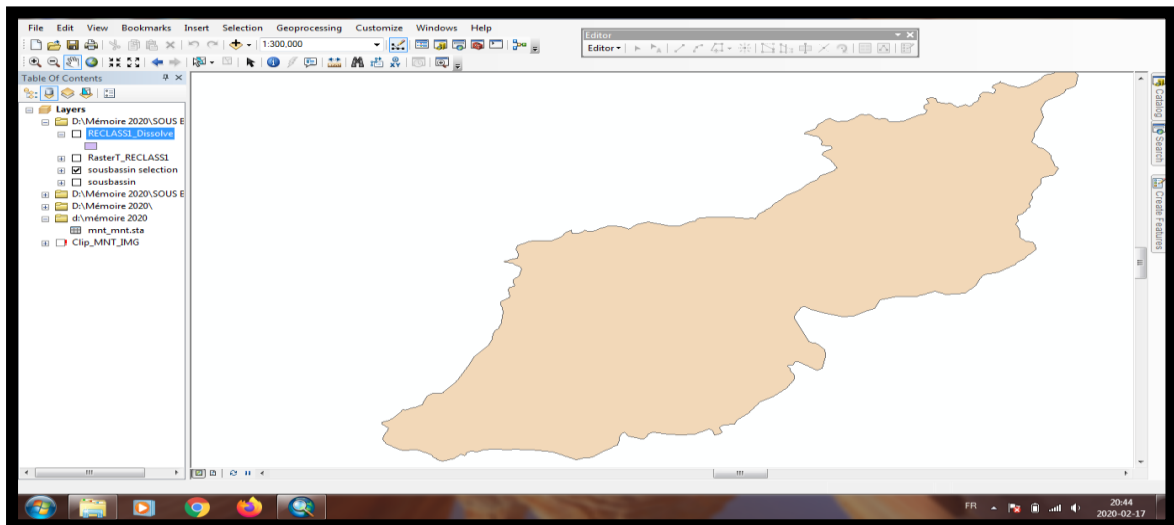 File Edit View Bookmarks Insert Selection Geoprocessing Customize Windows Help
Editor
1:300,000
Editor
Table Of Contents
Layers
D:\Mémoire 2020\SOUS E
RECLASS1_Dissolve
RasterT_RECLASS1
sousbassin selection
sousbassin
D:\Mémoire 2020\SOUS E
D:\Mémoire 2020\
d:\mémoire 2020
mnt_mnt.sta
Clip_MNT_IMG
Catalog
Search
Create Features
FR
20:44
2020-02-17